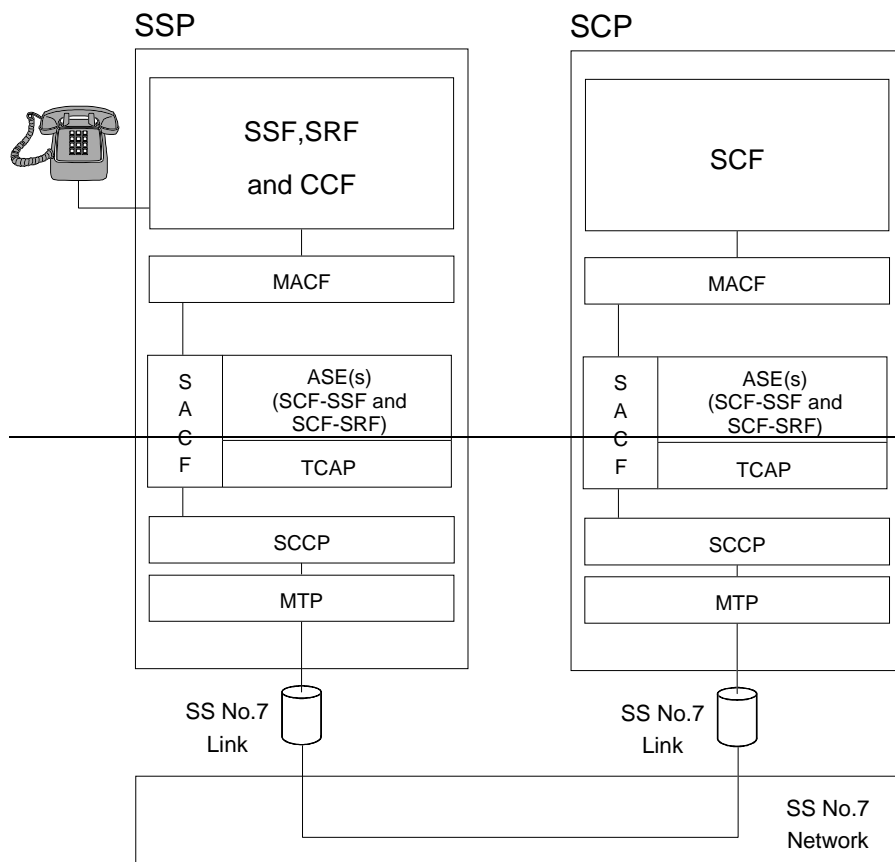 SSP
SSF,SRF
and CCF
MACF
S
A
C
F
ASE(s)
(SCF-SSF and
SCF-SRF)
TCAP
SCCP
MTP
SS No.7
Link
SCP
SCF
MACF
S
A
C
F
ASE(s)
(SCF-SSF and
SCF-SRF)
TCAP
SCCP
MTP
SS No.7
Link
SS No.7
Network